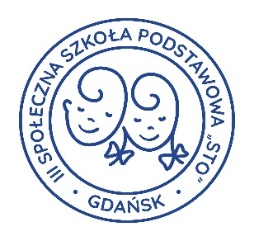 III SPOŁECZNA SZKOŁA PODSTAWOWA „STO”
· GDAŃSK ·